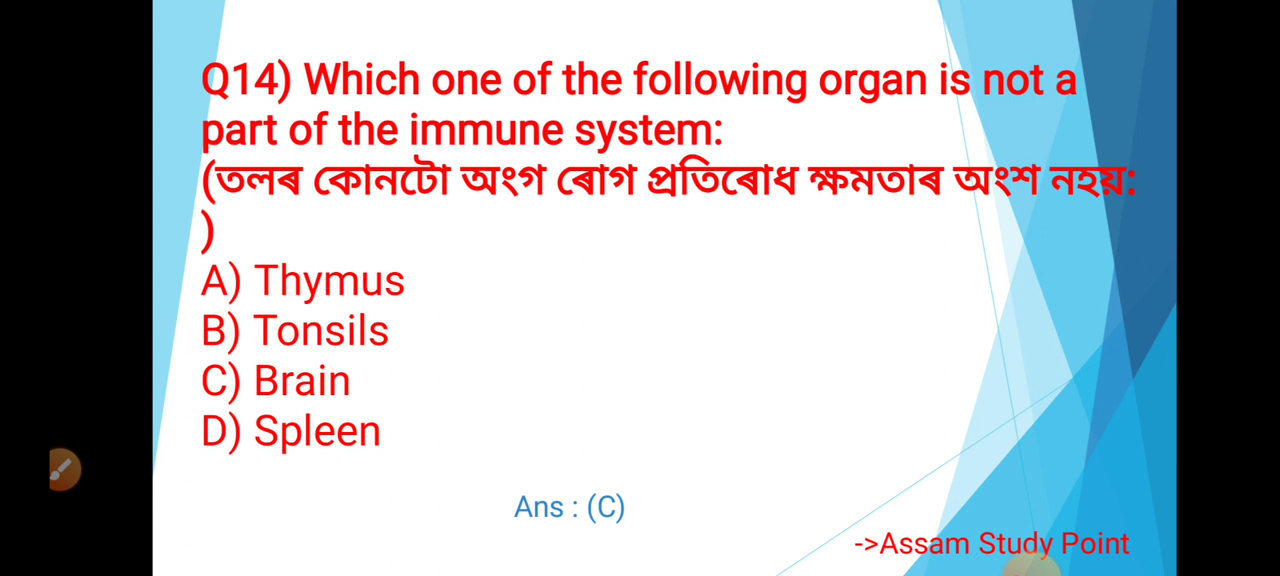 Q14) Which one of the following organ is not a
part of the immune system:
(তলৰ কোনটো অংগ ৰোগ প্ৰতিৰোধ ক্ষমতাৰ অংশ নহয়:
)
A) Thymus
B) Tonsils
C) Brain
D) Spleen
Ans : (C)
->Assam Study Point